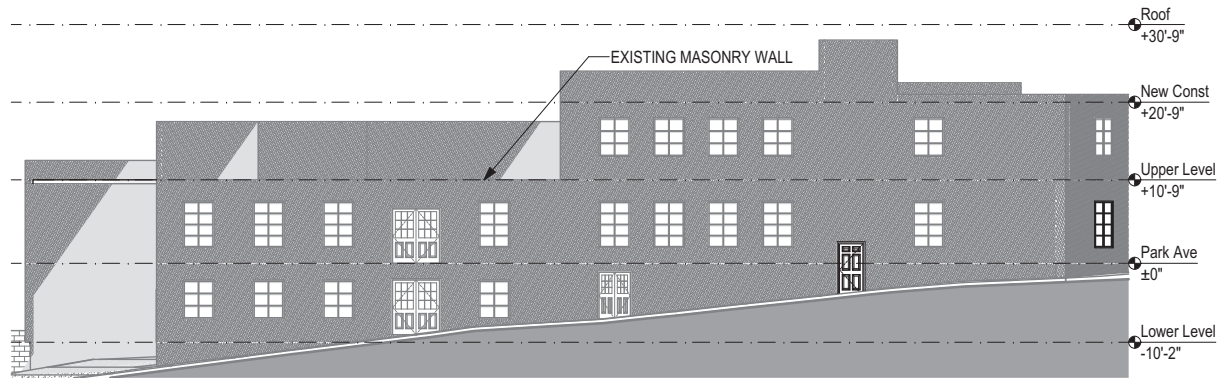 Roof
+30'-9"
EXISTING MASONRY WALL
New Const
+20'-9"
Upper Level
+10'-9"
Park Ave
±0"
Lower Level
-10'-2"